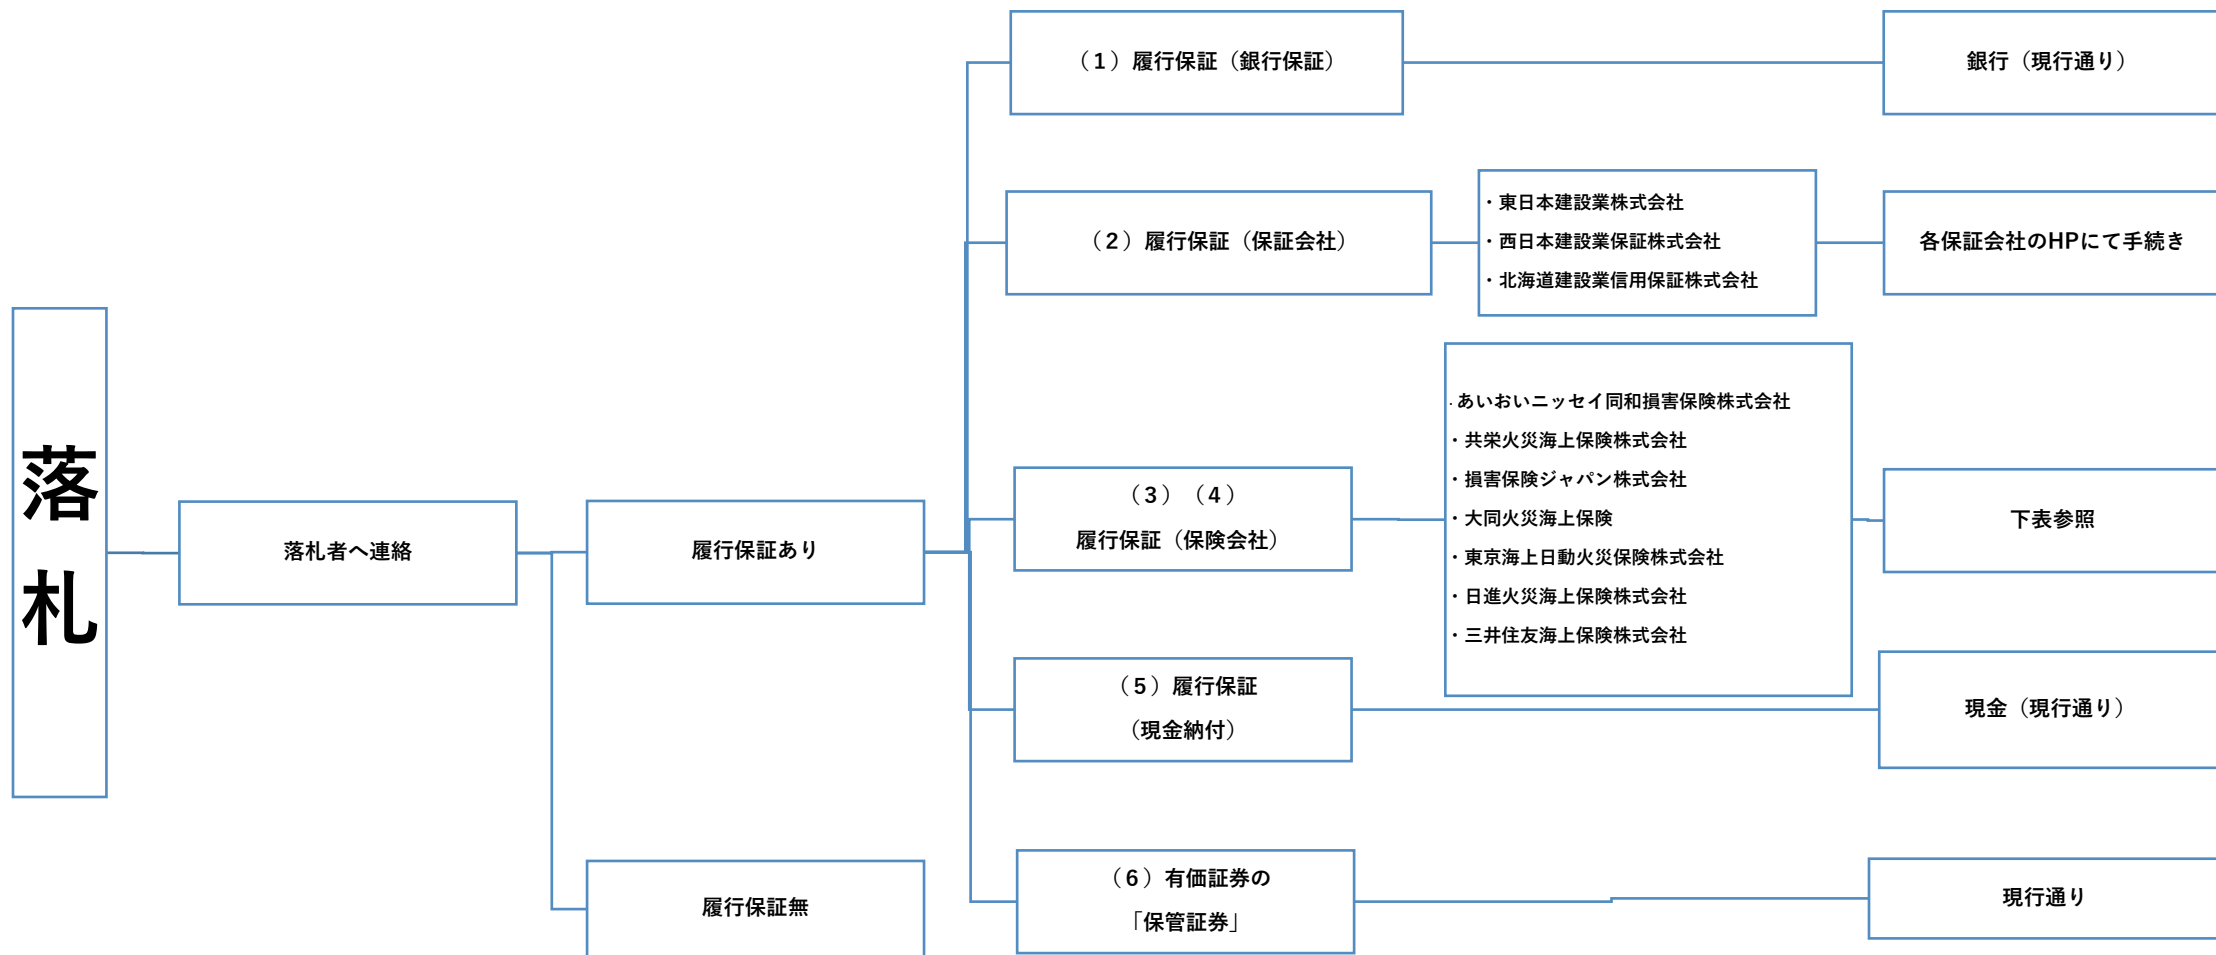 落札
落札者へ連絡
履行保証あり
履行保証無
（１）履行保証（銀行保証）
銀行（現行通り）
（２）履行保証（保証会社）
・東日本建設業株式会社
・西日本建設業保証株式会社
・北海道建設業信用保証株式会社
各保証会社のHPにて手続き
（３）（４）
履行保証（保険会社）
・あいおいニッセイ同和損害保険株式会社
・共栄火災海上保険株式会社
・損害保険ジャパン株式会社
・大同火災海上保険
・東京海上日動火災保険株式会社
・日進火災海上保険株式会社
・三井住友海上保険株式会社
下表参照
（５）履行保証
（現金納付）
現金（現行通り）
（６）有価証券の
「保管証券」
現行通り